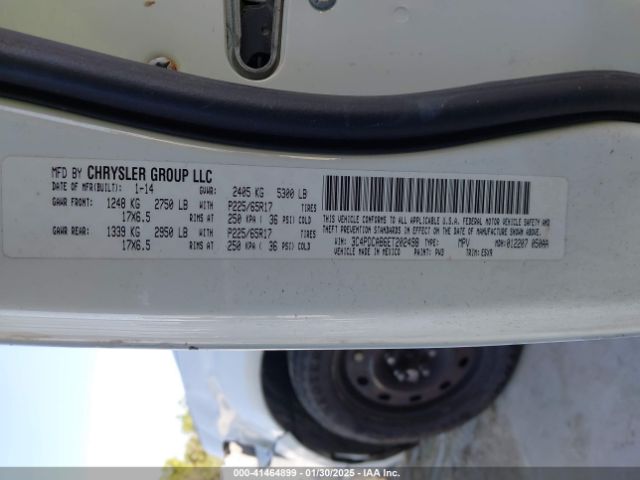 MFD BY CHRYSLER GROUP LLC
DATE OF MFR(BUILT): 1-14 GVWR: 2405 KG 5300 LB
GAWR FRONT: 1248 KG 2750 LB P225/65R17 TIRES
17X6.5 RIMS AT 250 KPA ( 36 PSI) COLD
GAWR REAR: 1339 KG 2950 LB P225/65R17 TIRES
17X6.5 RIMS AT 250 KPA ( 36 PSI) COLD
THIS VEHICLE CONFORMS TO ALL APPLICABLE U.S.A. FEDERAL MOTOR VEHICLE SAFETY AND
THEFT PREVENTION STANDARDS IN EFFECT ON THE DATE OF MANUFACTURE SHOWN ABOVE
VIN: 3C4PDCAB6ET202498 TYPE: MPV MDH: 012207 050AA
VEHICLE MADE IN MEXICO PAINT: PWD TRIM: E5X9
000-41464899 - 01/30/2025 - IAA Inc.